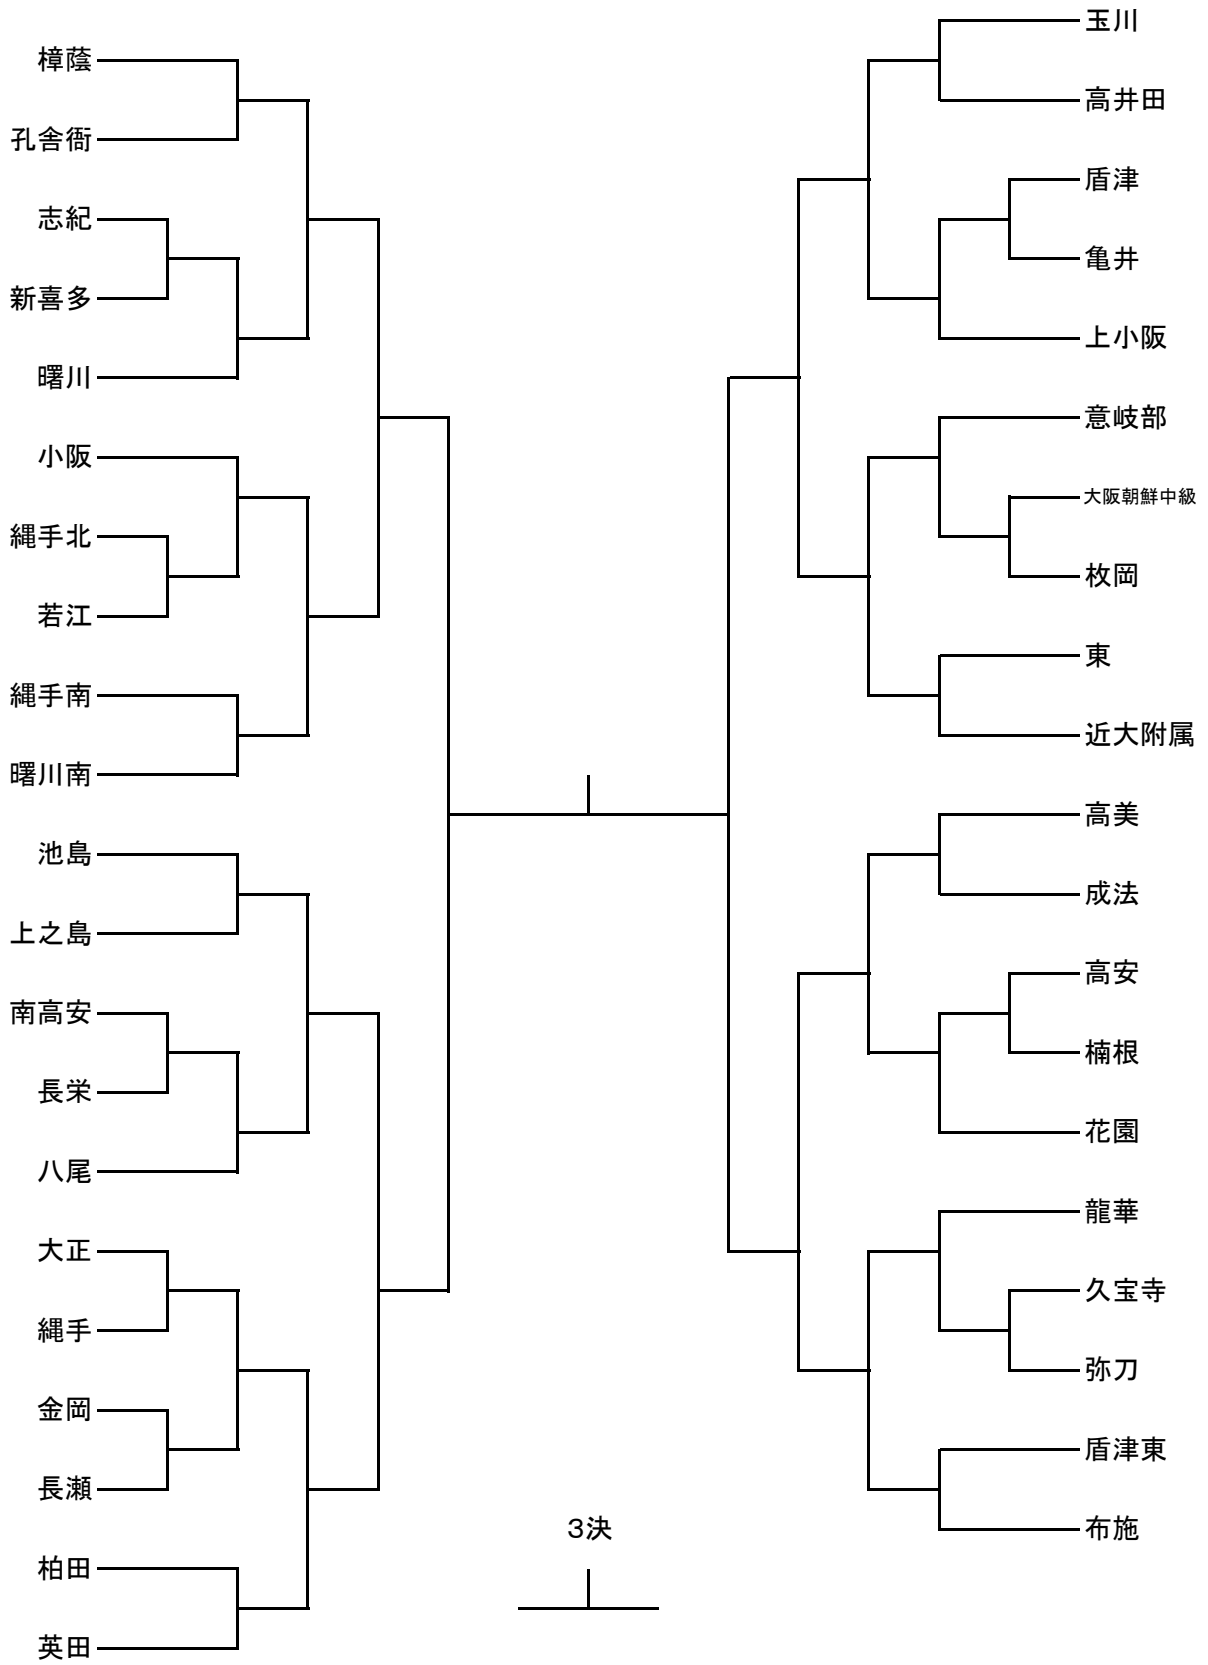 樟蔭
孔舎衙
志紀
新喜多
曙川
小阪
縄手北
若江
縄手南
曙川南
池島
上之島
南高安
長栄
八尾
大正
縄手
金岡
長瀬
柏田
英田
玉川
高井田
盾津
亀井
上小阪
意岐部
大阪朝鮮中級
枚岡
東
近大附属
高美
成法
高安
楠根
花園
龍華
久宝寺
弥刀
盾津東
布施
3決